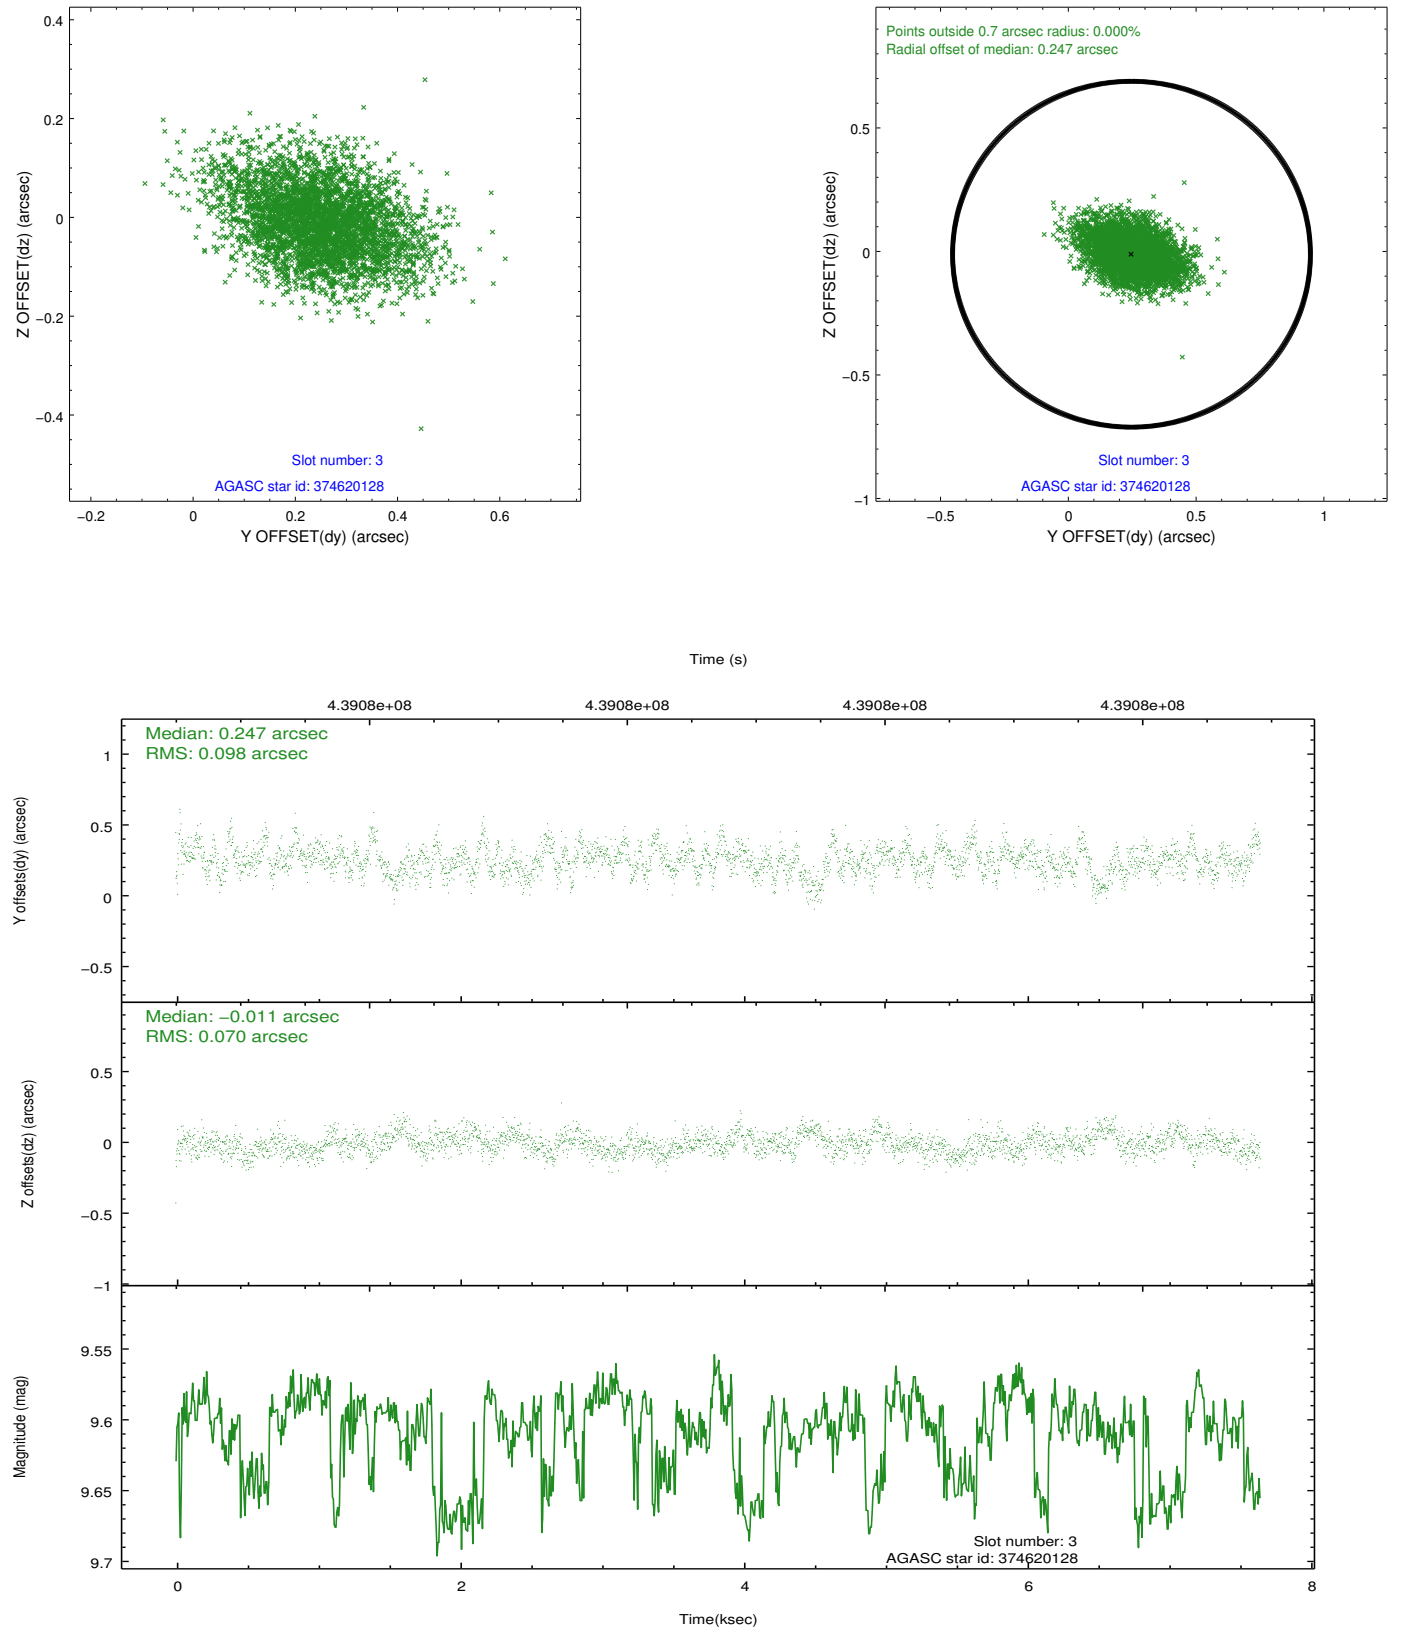 0.4
0.2
0
−0.2
−0.4
−0.2
0
0.2
0.4
0.6
Z OFFSET(dz) (arcsec)
Y OFFSET(dy) (arcsec)
Slot number: 3
AGASC star id: 374620128
Points outside 0.7 arcsec radius: 0.000%
Radial offset of median: 0.247 arcsec
0.5
0
−0.5
−1
−0.5
0
0.5
1
Z OFFSET(dz) (arcsec)
Y OFFSET(dy) (arcsec)
Slot number: 3
AGASC star id: 374620128
Time (s)
4.3908e+08
4.3908e+08
4.3908e+08
4.3908e+08
Median: 0.247 arcsec
RMS: 0.098 arcsec
1
0.5
0
−0.5
Y offsets(dy) (arcsec)
Median: −0.011 arcsec
RMS: 0.070 arcsec
0.5
0
−0.5
−1
Z offsets(dz) (arcsec)
9.55
9.6
9.65
9.7
Magnitude (mag)
Slot number: 3
AGASC star id: 374620128
0
2
4
6
8
Time(ksec)